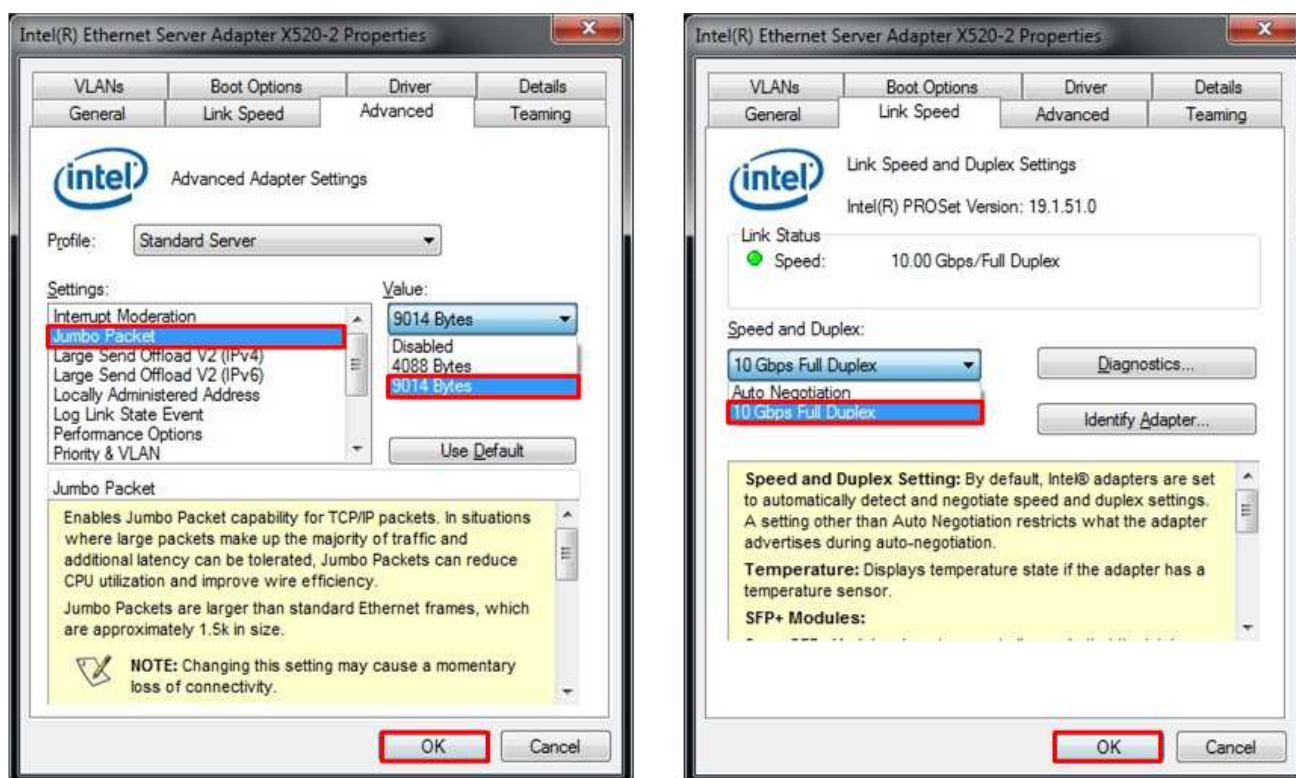 Intel(R) Ethernet Server Adapter X520-2 Properties
VLANs Boot Options Driver Details
General Link Speed Advanced Teaming
intel Advanced Adapter Settings
Profile: Standard Server
Settings: Value:
Interrupt Moderation
Jumbo Packet
Large Send Offload V2 (IPv4)
Large Send Offload V2 (IPv6)
Locally Administered Address
Log Link State Event
Performance Options
Priority & VLAN
9014 Bytes
Disabled
4088 Bytes
9014 Bytes
Use Default
Jumbo Packet
Enables Jumbo Packet capability for TCP/IP packets. In situations
where large packets make up the majority of traffic and
additional latency can be tolerated, Jumbo Packets can reduce
CPU utilization and improve wire efficiency.
Jumbo Packets are larger than standard Ethernet frames, which
are approximately 1.5k in size.
NOTE: Changing this setting may cause a momentary
loss of connectivity.
OK Cancel
Intel(R) Ethernet Server Adapter X520-2 Properties
VLANs Boot Options Driver Details
General Link Speed Advanced Teaming
intel Link Speed and Duplex Settings
Intel(R) PROSet Version: 19.1.51.0
Link Status
Speed: 10.00 Gbps/Full Duplex
Speed and Duplex:
10 Gbps Full Duplex
Auto Negotiation
10 Gbps Full Duplex
Diagnostics...
Identify Adapter...
Speed and Duplex Setting: By default, Intel® adapters are set
to automatically detect and negotiate speed and duplex settings.
A setting other than Auto Negotiation restricts what the adapter
advertises during auto-negotiation.
Temperature: Displays temperature state if the adapter has a
temperature sensor.
SFP+ Modules:
OK Cancel